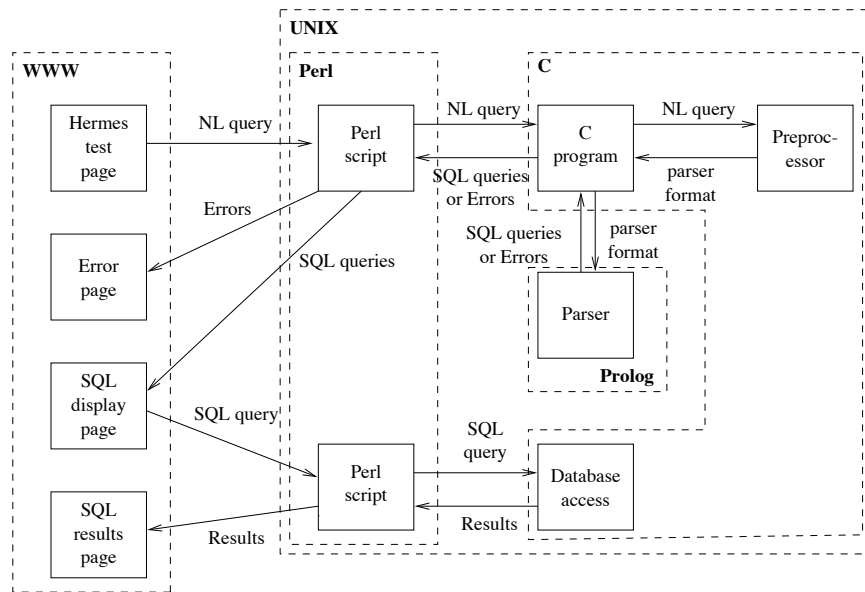 UNIX
WWW
Perl
C
Hermes
test
page
NL query
Perl
script
NL query
C
program
NL query
Preproc-
essor
SQL queries
or Errors
parser
format
Errors
SQL queries
or Errors
parser
format
Error
page
SQL queries
Parser
Prolog
SQL
display
page
SQL query
Perl
script
SQL
query
Database
access
Results
SQL
results
page
Results